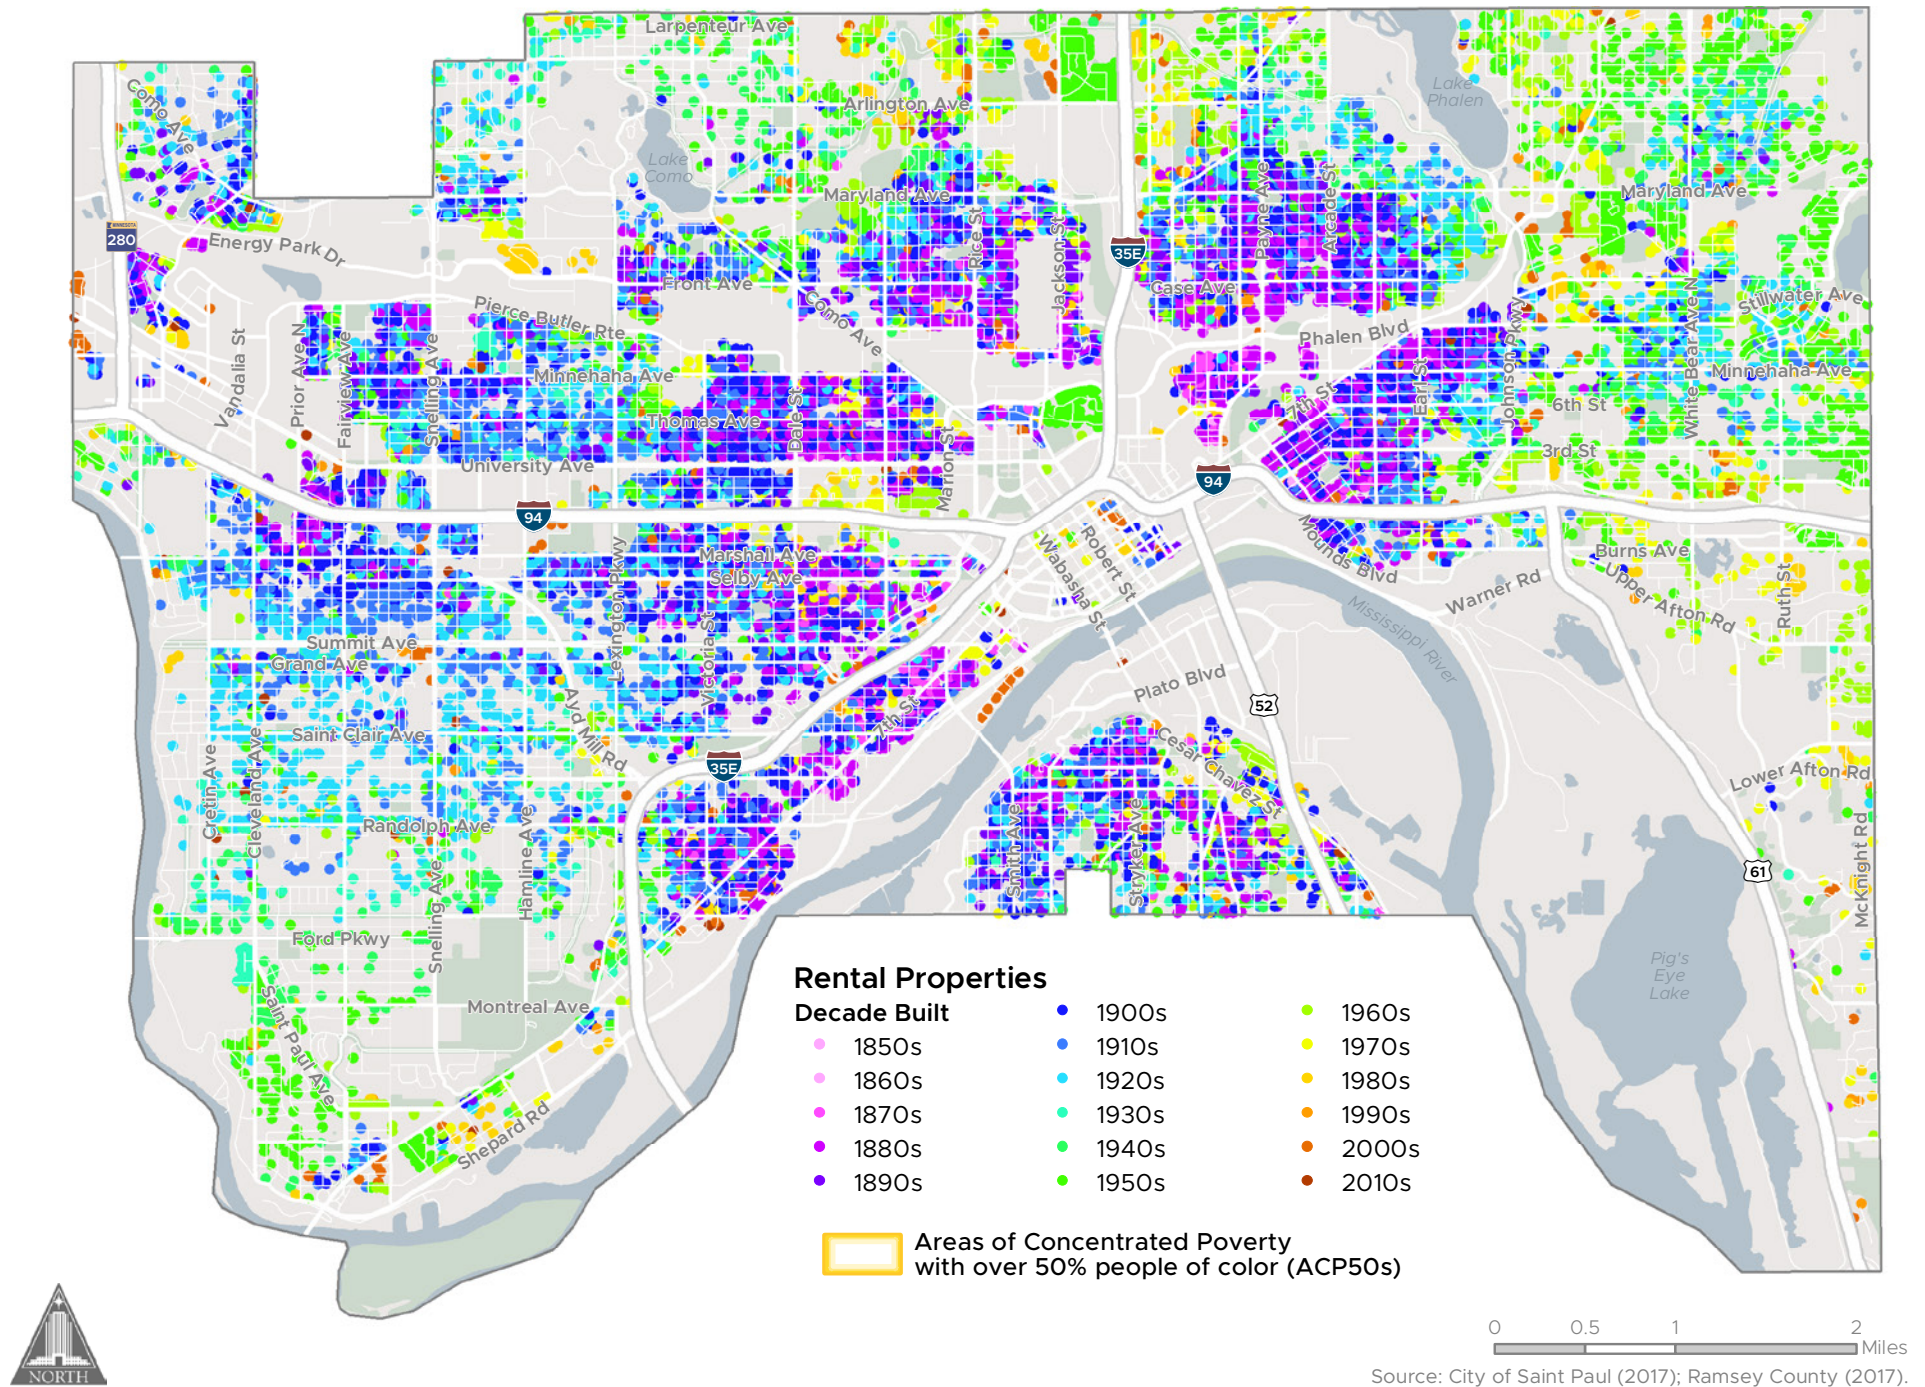 Larpenteur Ave
Como Ave
Lake
Phalen
Arlington Ave
Lake
Como
Maryland Ave
Maryland Ave
MINNESOTA
280
Energy Park Dr
Rice St
Jackson St
35E
Payne Ave
Arcade St
Front Ave
Case Ave
Pierce Butler Rte
Como Ave
Stillwater Ave
Phalen Blvd
Vandalia St
Prior Ave N
Fairview Ave
Snelling Ave
Minnehaha Ave
Earl St
Johnson Pkwy
White Bear Ave N
Minnehaha Ave
Thomas Ave
Dale St
7th St
6th St
University Ave
Marion St
3rd St
94
94
Lexington Pkwy
Marshall Ave
Selby Ave
Wabasha St
Robert St
Mounds Blvd
Burns Ave
Upper Afton Rd
Ruth St
Warner Rd
Mississippi River
Summit Ave
Grand Ave
Victoria St
Plato Blvd
52
Ayd Mill Rd
7th St
Saint Clair Ave
Cretin Ave
Cleveland Ave
35E
Cesar Chavez St
Lower Afton Rd
Randolph Ave
Hamline Ave
Snelling Ave
Smith Ave
Stryker Ave
61
McKnight Rd
Ford Pkwy
Pig's
Eye
Lake
Saint Paul Ave
Montreal Ave
Shepard Rd
Rental Properties
Decade Built
1850s
1860s
1870s
1880s
1890s
1900s
1910s
1920s
1930s
1940s
1950s
1960s
1970s
1980s
1990s
2000s
2010s
Areas of Concentrated Poverty
with over 50% people of color (ACP50s)
NORTH
0 0.5 1 2
Miles
Source: City of Saint Paul (2017); Ramsey County (2017).